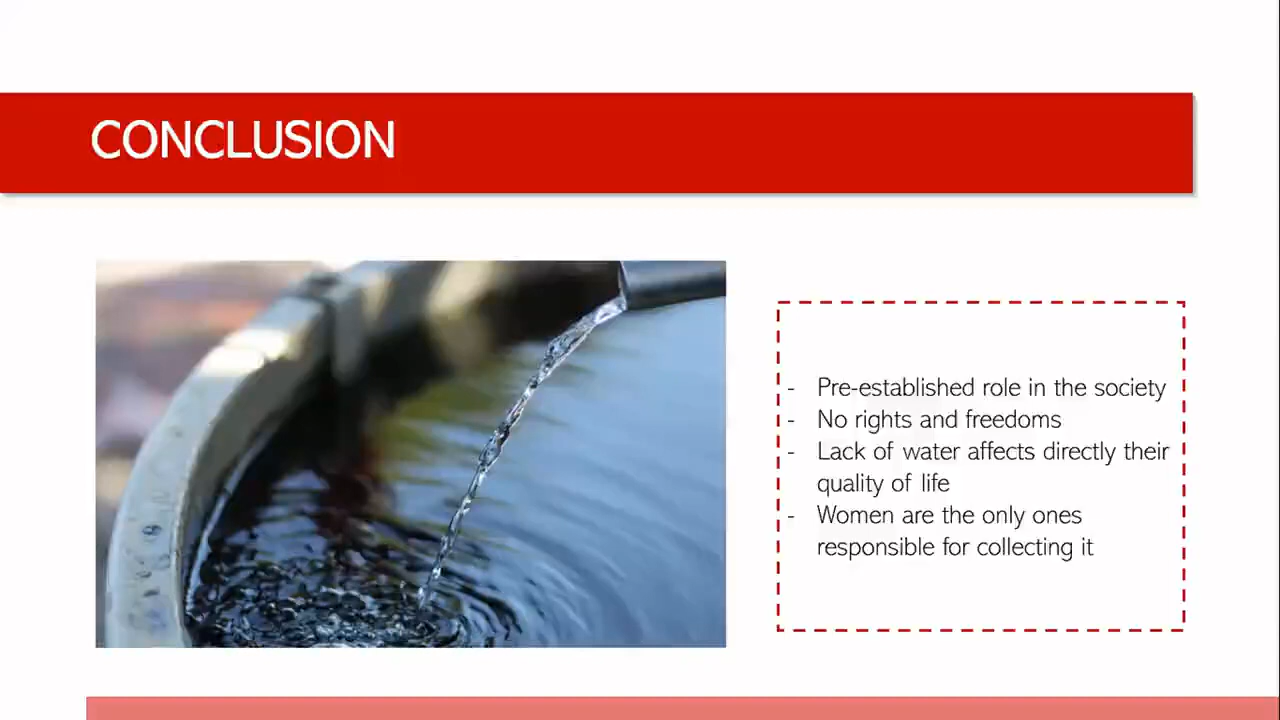 CONCLUSION
- Pre-established role in the society
- No rights and freedoms
- Lack of water affects directly their
quality of life
- Women are the only ones
responsible for collecting it